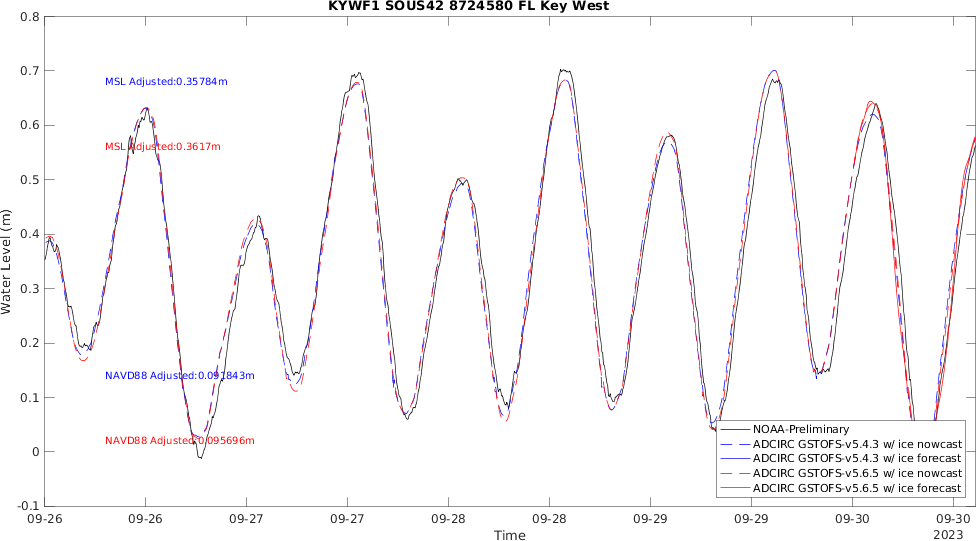 KYWF1 SOUS42 8724580 FL Key West
0.8
0.7
0.6
0.5
0.4
0.3
0.2
0.1
0
-0.1
Water Level (m)
MSL Adjusted:0.35784m
MSL Adjusted:0.3617m
NAVD88 Adjusted:0.091843m
NAVD88 Adjusted:0.095696m
NOAA-Preliminary
ADCIRC GSTOFS-v5.4.3 w/ ice nowcast
ADCIRC GSTOFS-v5.4.3 w/ ice forecast
ADCIRC GSTOFS-v5.6.5 w/ ice nowcast
ADCIRC GSTOFS-v5.6.5 w/ ice forecast
09-26 09-26 09-27 09-27 09-28 09-28 09-29 09-29 09-30 09-30
Time
2023